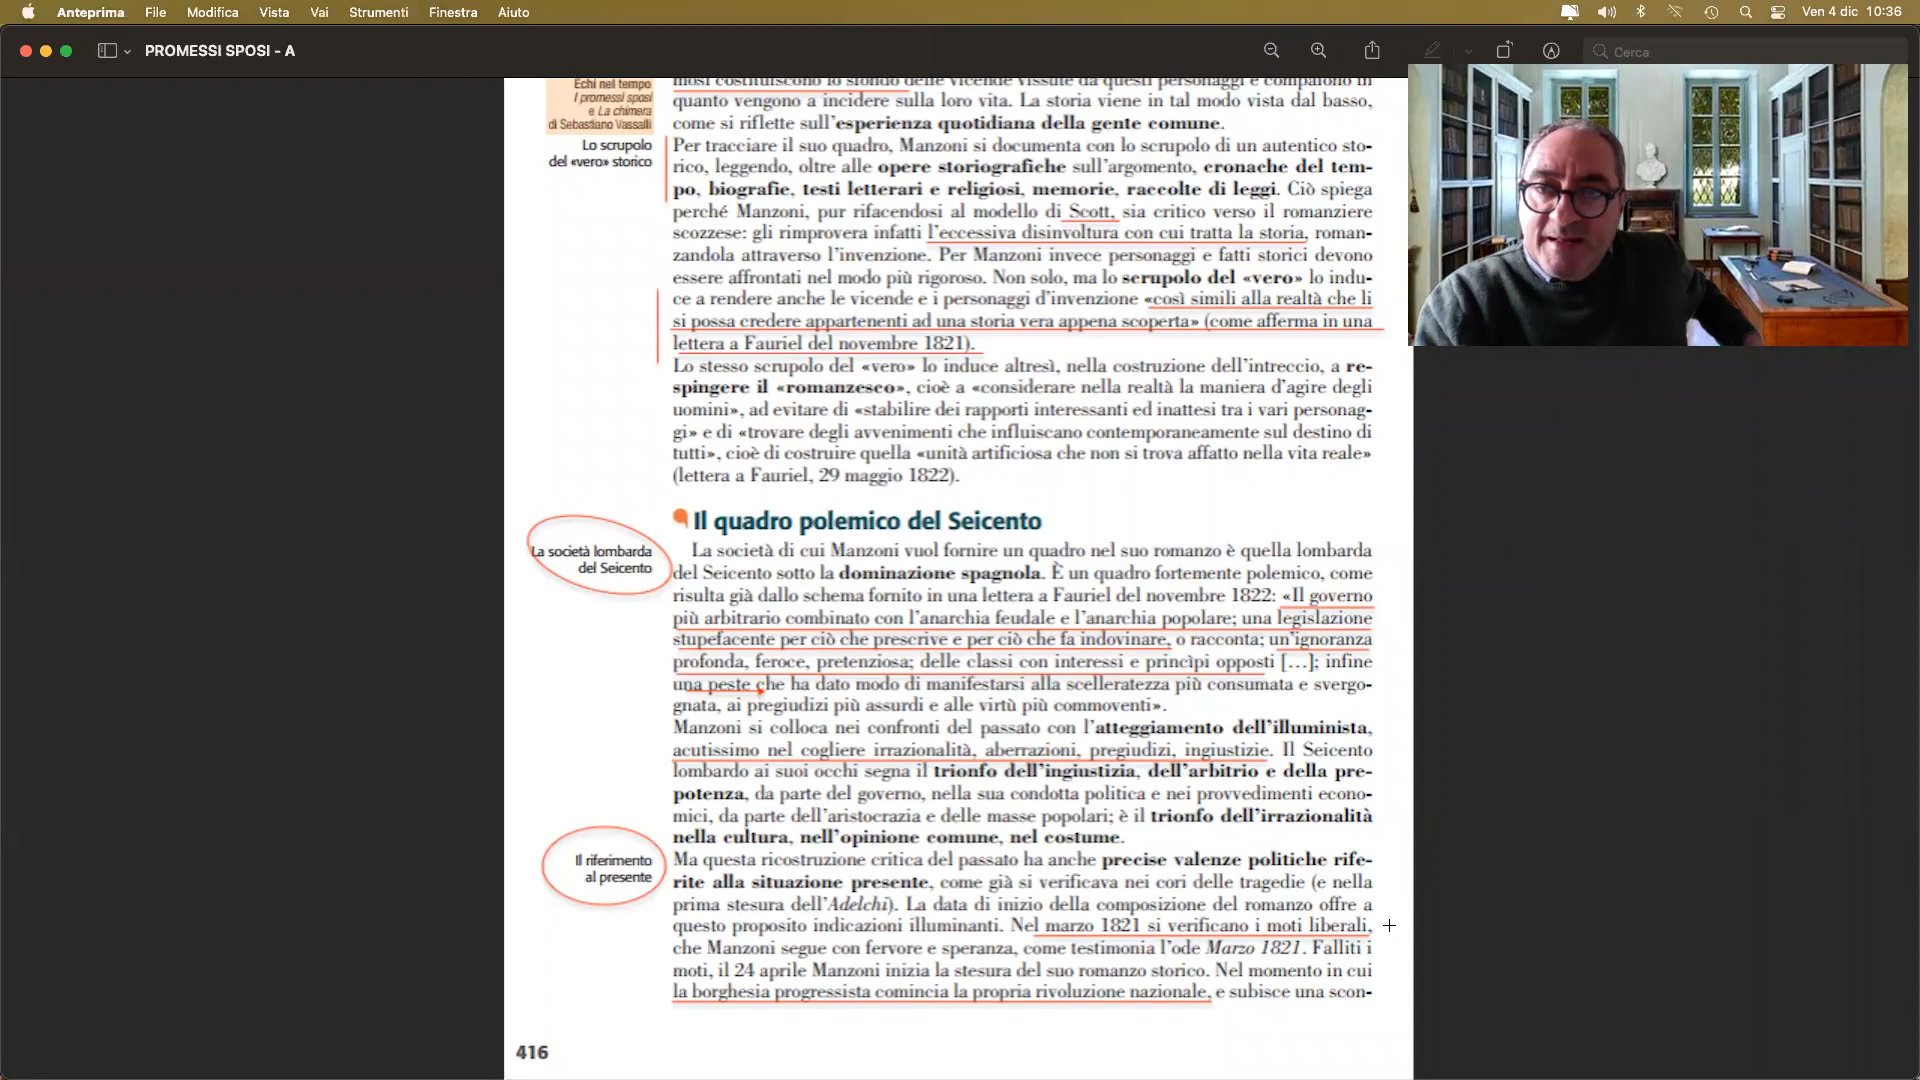 Anteprima File Modifica Vista Vai Strumenti Finestra Aiuto Ven 4 dic 10:36
PROMESSI SPOSI - A Cerca
Echi nel tempo
I promessi sposi
e La chimera
di Sebastiano Vassalli
Lo scrupolo
del «vero» storico
mosi costituiscono lo sfondo delle vicende vissute da questi personaggi e compaiono in
quanto vengono a incidere sulla loro vita. La storia viene in tal modo vista dal basso,
come si riflette sull'esperienza quotidiana della gente comune.
Per tracciare il suo quadro, Manzoni si documenta con lo scrupolo di un autentico sto-
rico, leggendo, oltre alle opere storiografiche sull'argomento, cronache del tem-
po, biografie, testi letterari e religiosi, memorie, raccolte di leggi. Ciò spiega
perché Manzoni, pur rifacendosi al modello di Scott, sia critico verso il romanziere
scozzese: gli rimprovera infatti l'eccessiva disinvoltura con cui tratta la storia, roman-
zandola attraverso l'invenzione. Per Manzoni invece personaggi e fatti storici devono
essere affrontati nel modo più rigoroso. Non solo, ma lo scrupolo del «vero» lo indu-
ce a rendere anche le vicende e i personaggi d'invenzione «così simili alla realtà che li
si possa credere appartenenti ad una storia vera appena scoperta» (come afferma in una
lettera a Fauriel del novembre 1821).
Lo stesso scrupolo del «vero» lo induce altresì, nella costruzione dell'intreccio, a re-
spingere il «romanzesco», cioè a «considerare nella realtà la maniera d'agire degli
uomini», ad evitare di «stabilire dei rapporti interessanti ed inattesi tra i vari personag-
gi» e di «trovare degli avvenimenti che influiscano contemporaneamente sul destino di
tutti», cioè di costruire quella «unità artificiosa che non si trova affatto nella vita reale»
(lettera a Fauriel, 29 maggio 1822).
Il quadro polemico del Seicento
La società lombarda
del Seicento
La società di cui Manzoni vuol fornire un quadro nel suo romanzo è quella lombarda
del Seicento sotto la dominazione spagnola. È un quadro fortemente polemico, come
risulta già dallo schema fornito in una lettera a Fauriel del novembre 1822: «Il governo
più arbitrario combinato con l'anarchia feudale e l'anarchia popolare; una legislazione
stupefacente per ciò che prescrive e per ciò che fa indovinare, o racconta; un'ignoranza
profonda, feroce, pretenziosa; delle classi con interessi e princìpi opposti [...]; infine
una peste che ha dato modo di manifestarsi alla scelleratezza più consumata e svergo-
gnata, ai pregiudizi più assurdi e alle virtù più commoventi».
Manzoni si colloca nei confronti del passato con l'atteggiamento dell'illuminista,
acutissimo nel cogliere irrazionalità, aberrazioni, pregiudizi, ingiustizie. Il Seicento
lombardo ai suoi occhi segna il trionfo dell'ingiustizia, dell'arbitrio e della pre-
potenza, da parte del governo, nella sua condotta politica e nei provvedimenti econo-
mici, da parte dell'aristocrazia e delle masse popolari; è il trionfo dell'irrazionalità
nella cultura, nell'opinione comune, nel costume.
Il riferimento
al presente
Ma questa ricostruzione critica del passato ha anche precise valenze politiche rife-
rite alla situazione presente, come già si verificava nei cori delle tragedie (e nella
prima stesura dell'Adelchi). La data di inizio della composizione del romanzo offre a
questo proposito indicazioni illuminanti. Nel marzo 1821 si verificano i moti liberali,
che Manzoni segue con fervore e speranza, come testimonia l'ode Marzo 1821. Falliti i
moti, il 24 aprile Manzoni inizia la stesura del suo romanzo storico. Nel momento in cui
la borghesia progressista comincia la propria rivoluzione nazionale, e subisce una scon-
416